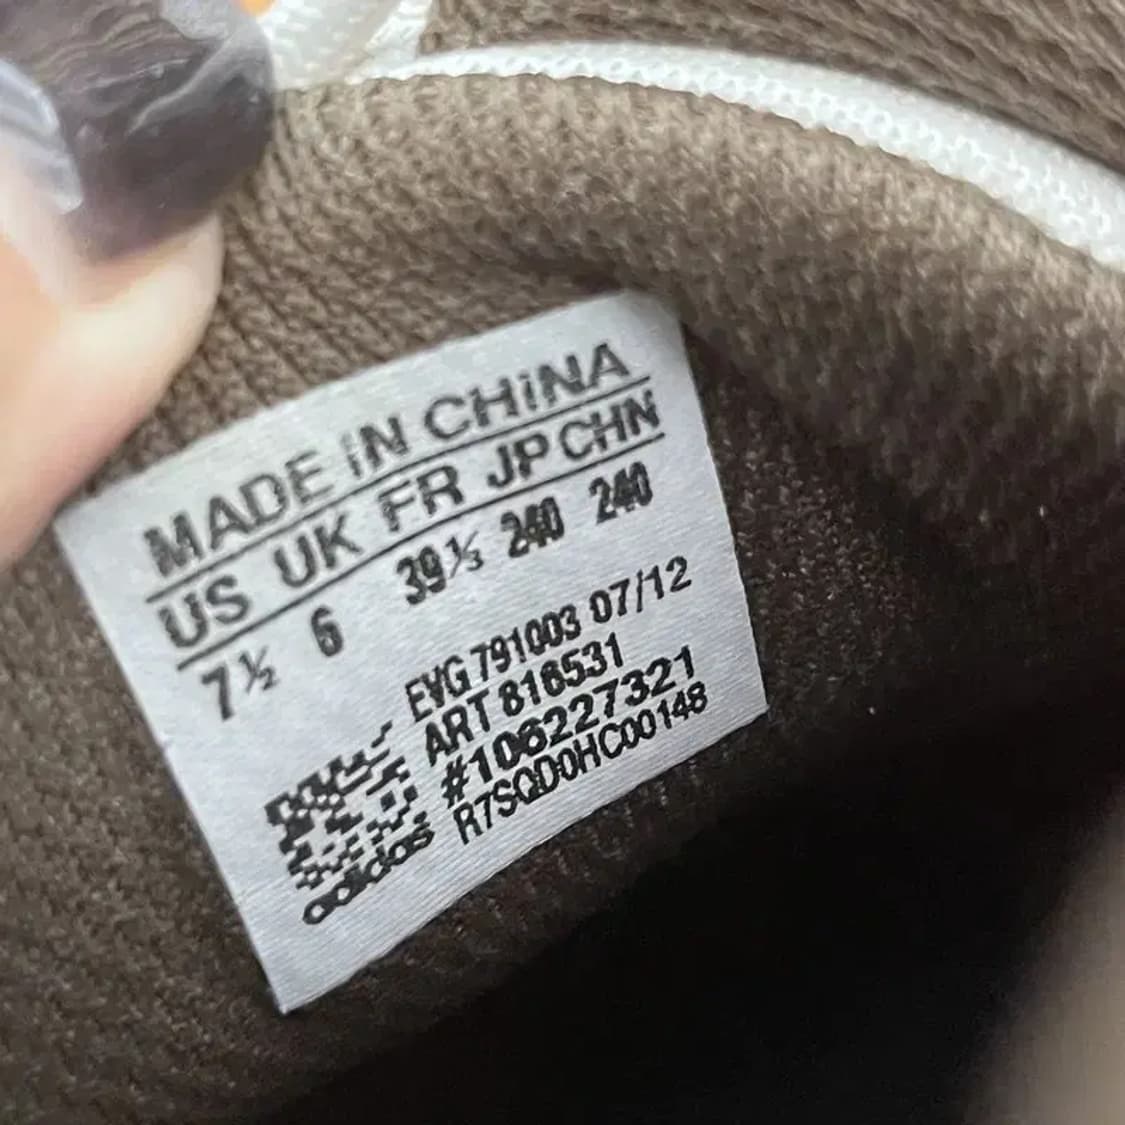 MADE iN CHiNA
US UK FR JP CHN
7½ 6 39⅓ 240 240
EVG 791003 07/12
ART 816531
#106227321
R7SQD0HC00148
adidas